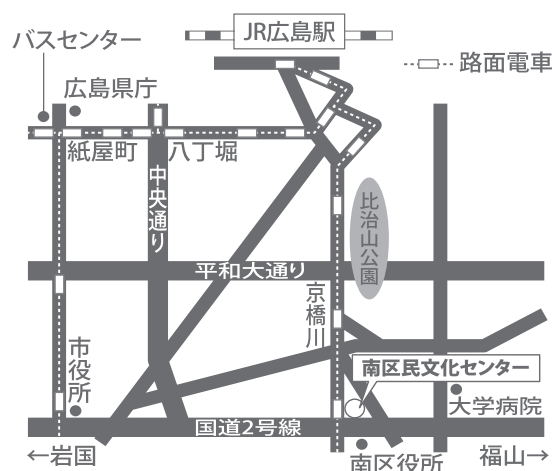 JR広島駅
バスセンター
路面電車
広島県庁
紙屋町
八丁堀
中央通り
比治山公園
平和大通り
京橋川
市役所
南区民文化センター
大学病院
国道2号線
←岩国
南区役所
福山→